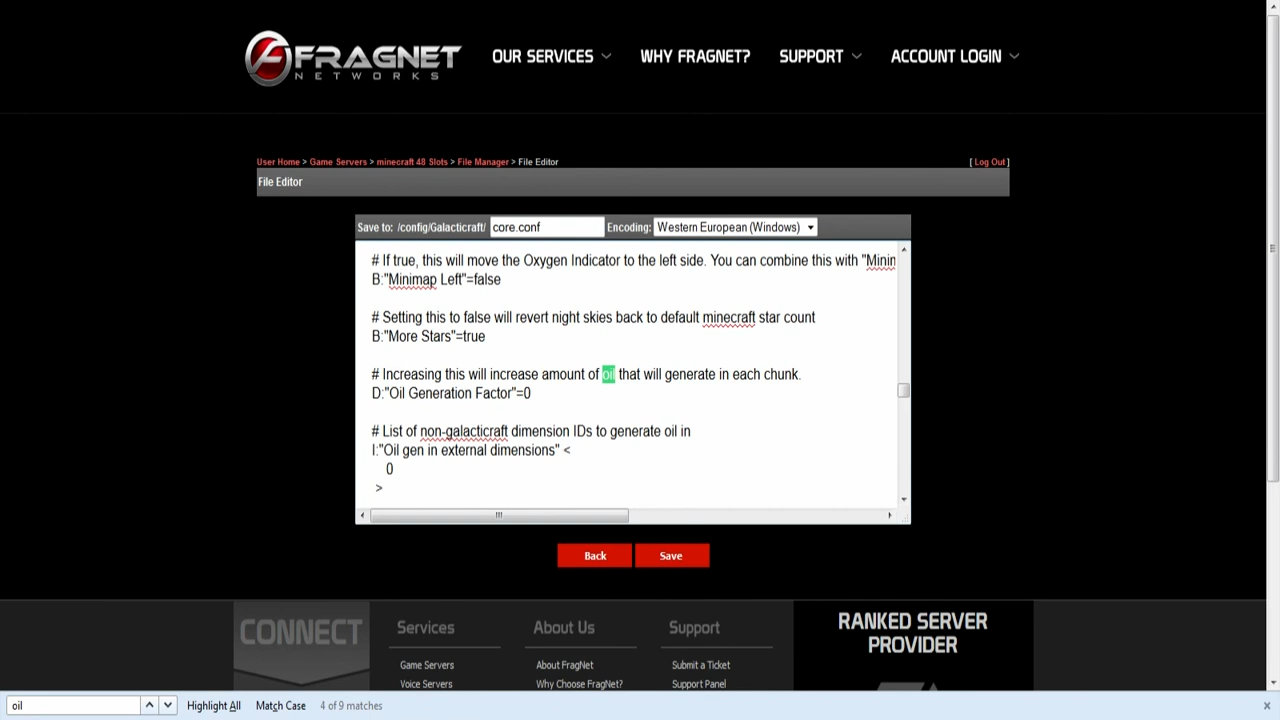 FRAGNET
NETWORKS
OUR SERVICES
WHY FRAGNET?
SUPPORT
ACCOUNT LOGIN
User Home > Game Servers > minecraft 48 Slots > File Manager > File Editor
[ Log Out ]
File Editor
Save to: /config/Galacticraft/ core.conf Encoding: Western European (Windows)
# If true, this will move the Oxygen Indicator to the left side. You can combine this with "Minin
B:"Minimap Left"=false
# Setting this to false will revert night skies back to default minecraft star count
B:"More Stars"=true
# Increasing this will increase amount of oil that will generate in each chunk.
D:"Oil Generation Factor"=0
# List of non-galacticraft dimension IDs to generate oil in
I:"Oil gen in external dimensions" <
0
>
Back
Save
CONNECT
Services
Game Servers
Voice Servers
About Us
About FragNet
Why Choose FragNet?
Support
Submit a Ticket
Support Panel
RANKED SERVER
PROVIDER
oil
Highlight All
Match Case
4 of 9 matches